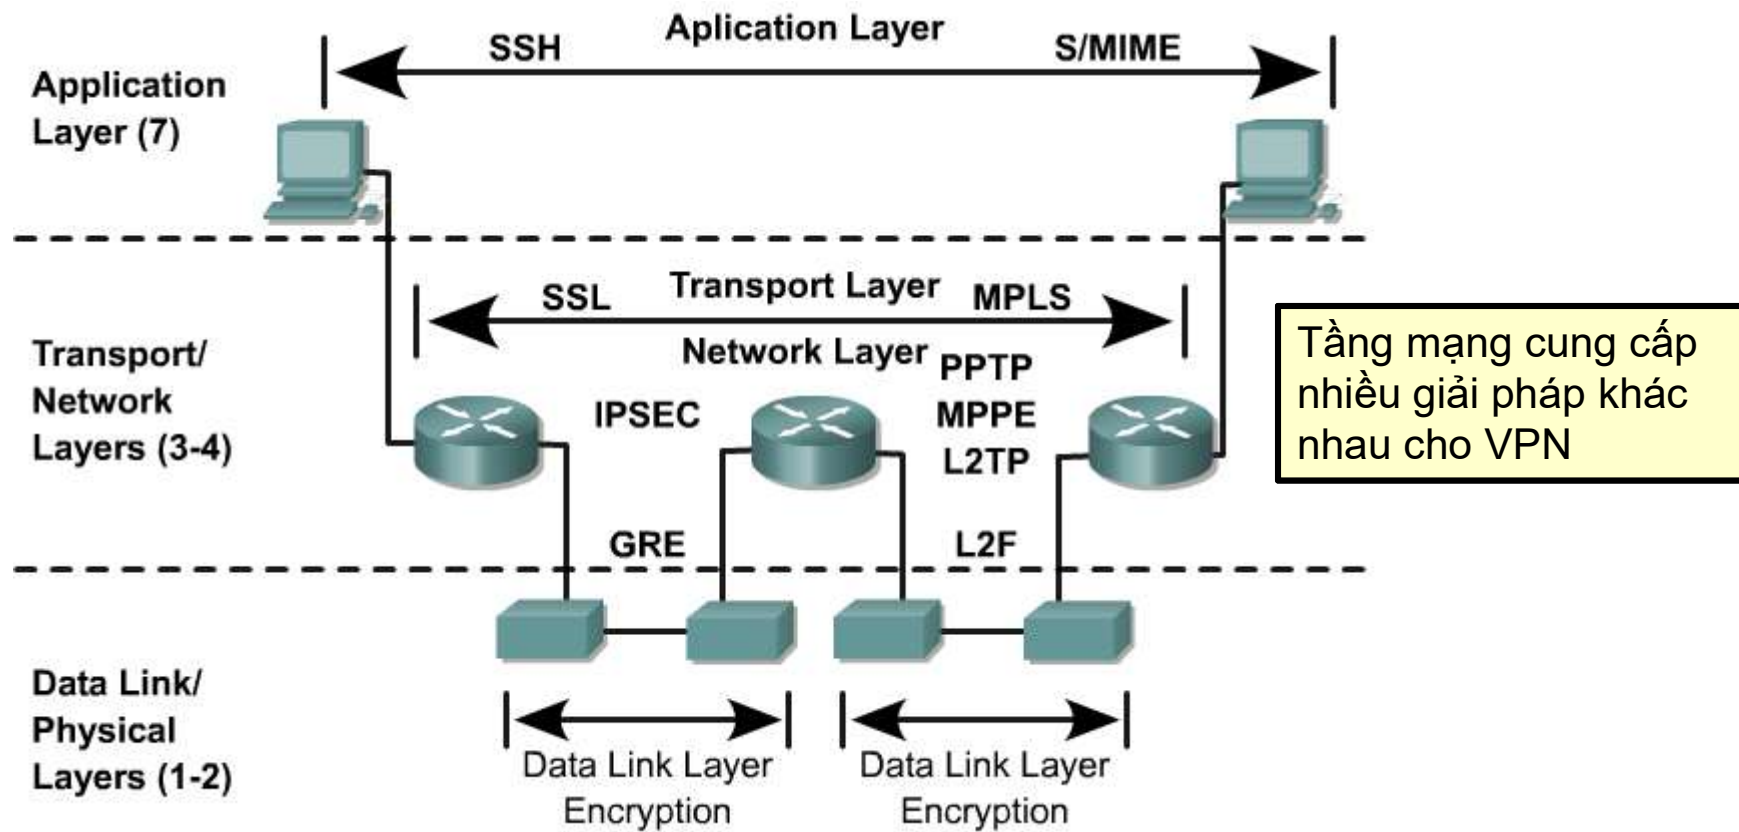 Aplication Layer
SSH
S/MIME
Application
Layer (7)
SSL
Transport Layer
MPLS
Network Layer
Transport/
Network
Layers (3-4)
IPSEC
PPTP
MPPE
L2TP
GRE
L2F
Tầng mạng cung cấp
nhiều giải pháp khác
nhau cho VPN
Data Link/
Physical
Layers (1-2)
Data Link Layer
Encryption
Data Link Layer
Encryption